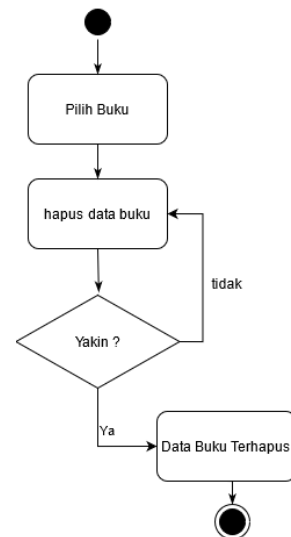 Pilih Buku
hapus data buku
tidak
Yakin ?
Ya
Data Buku Terhapus